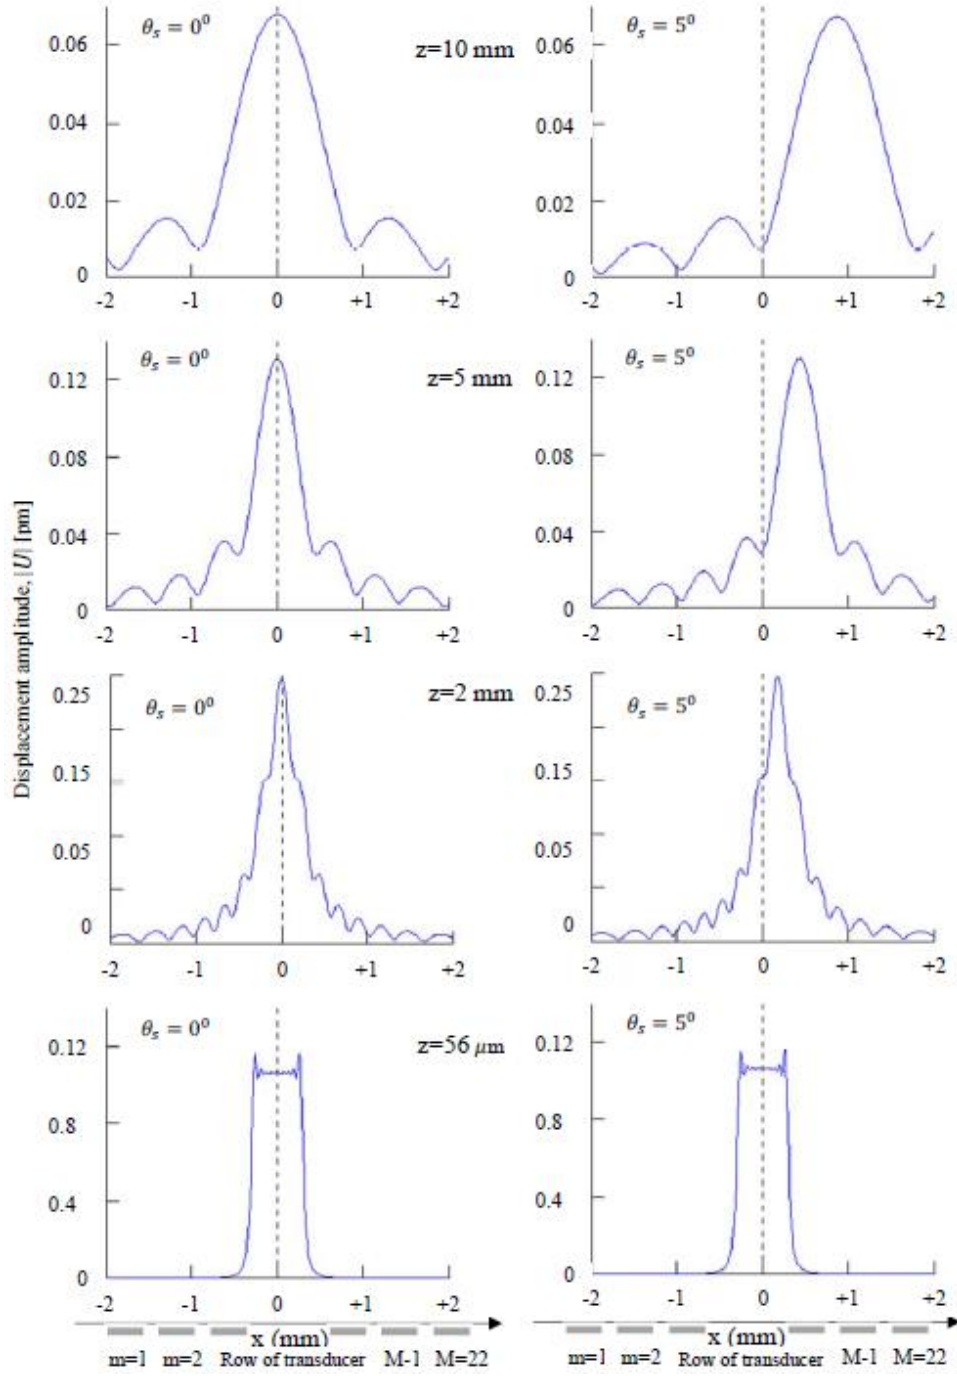 θₛ = 0⁰
z=10 mm
θₛ = 5⁰
0.06
0.04
0.02
0
-2 -1 0 +1 +2
0.06
0.04
0.02
0
-2 -1 0 +1 +2
θₛ = 0⁰
z=5 mm
θₛ = 5⁰
0.12
0.08
0.04
0
-2 -1 0 +1 +2
0.12
0.08
0.04
0
-2 -1 0 +1 +2
Displacement amplitude, |U| [pm]
θₛ = 0⁰
z=2 mm
θₛ = 5⁰
0.25
0.15
0.05
0
-2 -1 0 +1 +2
0.25
0.15
0.05
0
-2 -1 0 +1 +2
θₛ = 0⁰
z=56 μm
θₛ = 5⁰
0.12
0.8
0.4
0
-2 -1 0 +1 +2
0.12
0.8
0.4
0
-2 -1 0 +1 +2
x (mm)
m=1 m=2 Row of transducer M-1 M=22
x (mm)
m=1 m=2 Row of transducer M-1 M=22